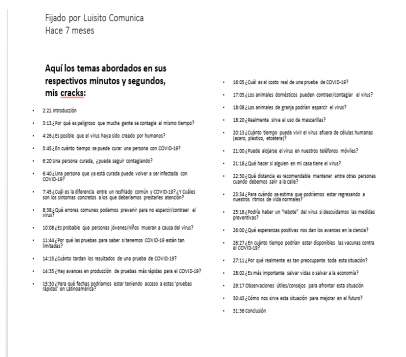 Fijado por Luisito Comunica
Hace 7 meses
Aquí los temas abordados en sus
respectivos minutos y segundos,
mis cracks:
2:21 Introducción
3:13 ¿Por qué es peligroso que mucha gente se contagie al mismo tiempo?
4:26 ¿Es posible que el virus haya sido creado por humanos?
5:45 ¿En cuánto tiempo se puede curar una persona con COVID-19?
6:20 Una persona curada, ¿puede seguir contagiando?
6:40 ¿Una persona que ya está curada puede volver a ser infectada con
COVID-19?
7:45 ¿Cuál es la diferencia entre un resfriado común y COVID-19? ¿Y Cuáles
son los síntomas concretos a los que deberíamos prestarles atención?
8:58 ¿Qué errores comunes podemos prevenir para no esparcir/contraer el
virus?
10:08 ¿Es probable que personas jóvenes/niños mueran a causa del virus?
11:44 ¿Por qué las pruebas para saber si tenemos COVID-19 están tan
limitadas?
14:15 ¿Cuánto tardan los resultados de una prueba de COVID-19?
14:55 ¿Hay avances en producción de pruebas más rápidas para el COVID-19?
15:30 ¿Para qué fechas podríamos estar teniendo acceso a estas 'pruebas
rápidas' en Latinoamérica?
16:05 ¿Cuál es el costo real de una prueba de COVID-19?
17:09 ¿Los animales domésticos pueden contraer/contagiar el virus?
18:08 ¿Los animales de granja podrían esparcir el virus?
18:20 ¿Realmente sirve el uso de mascarillas?
20:13 ¿Cuánto tiempo puede vivir el virus afuera de células humanas
(acero, plástico, etcétera)?
21:00 ¿Puede alojarse el virus en nuestros teléfonos móviles?
21:18 ¿Qué hacer si alguien en mi casa tiene el virus?
22:50 ¿Qué distancia es recomendable mantener entre otras personas
cuando debemos salir a la calle?
23:34 ¿Para cuándo se estima que podríamos estar regresando a
nuestros ritmos de vida normales?
25:18 ¿Podría haber un "rebote" del virus si descuidamos las medidas
preventivas?
26:00 ¿Qué esperanzas positivas nos dan los avances en la ciencia?
26:27 ¿En cuánto tiempo podrían estar disponibles las vacunas contra
el COVID-19?
27:11 ¿Por qué realmente es tan preocupante toda esta situación?
28:02 ¿Es más importante salvar vidas o salvar a la economía?
29:17 Observaciones útiles/consejos para afrontar esta situación
30:43 ¿Cómo nos sirve esta situación para mejorar en el futuro?
31:36 Conclusión